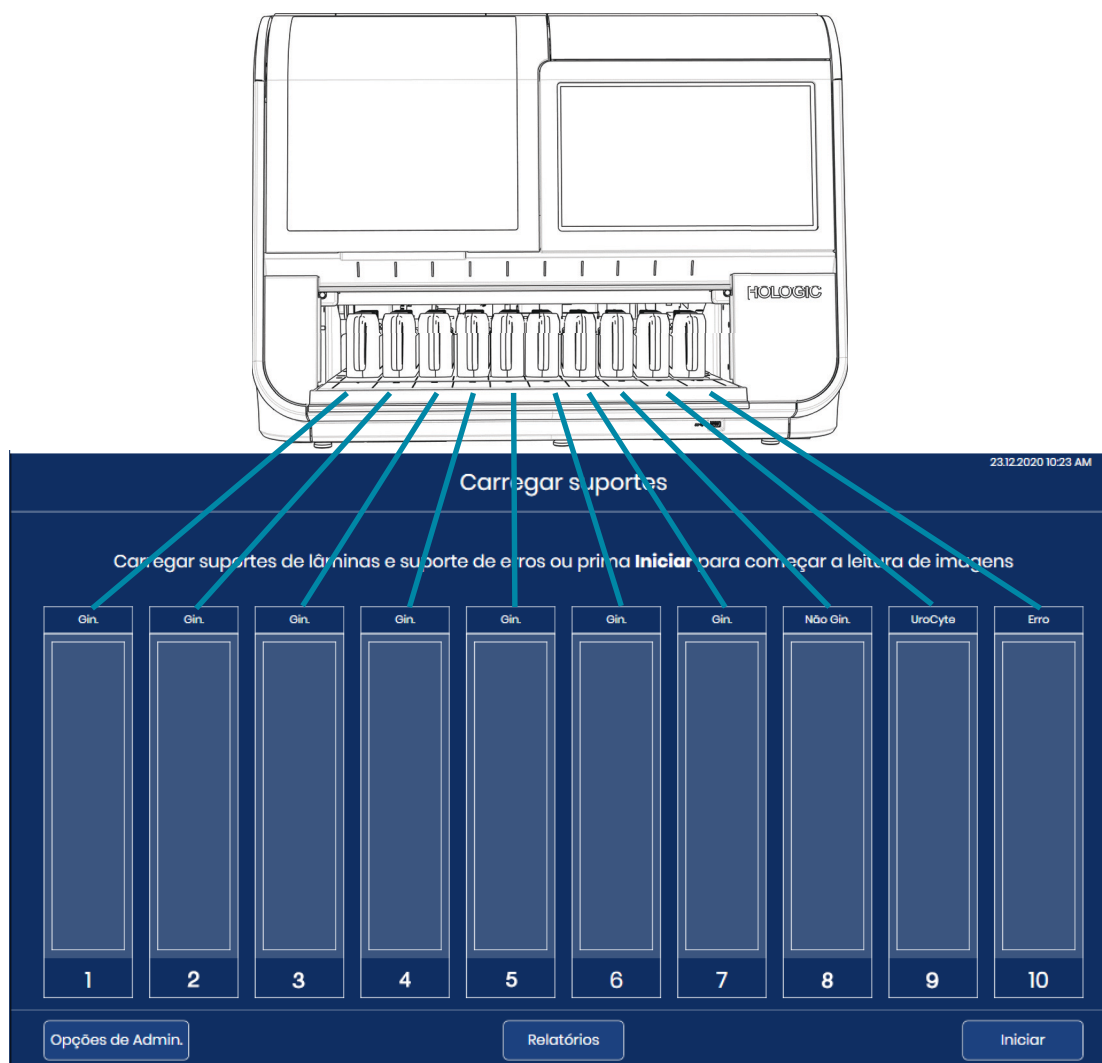 HOLOGIC
23.12.2020 10:23 AM
Carregar suportes
Carregar suportes de lâminas e suporte de erros ou prima Iniciar para começar a leitura de imagens
Gin. Gin. Gin. Gin. Gin. Gin. Gin. Não Gin. UroCyte Erro
1 2 3 4 5 6 7 8 9 10
Opções de Admin. Relatórios Iniciar